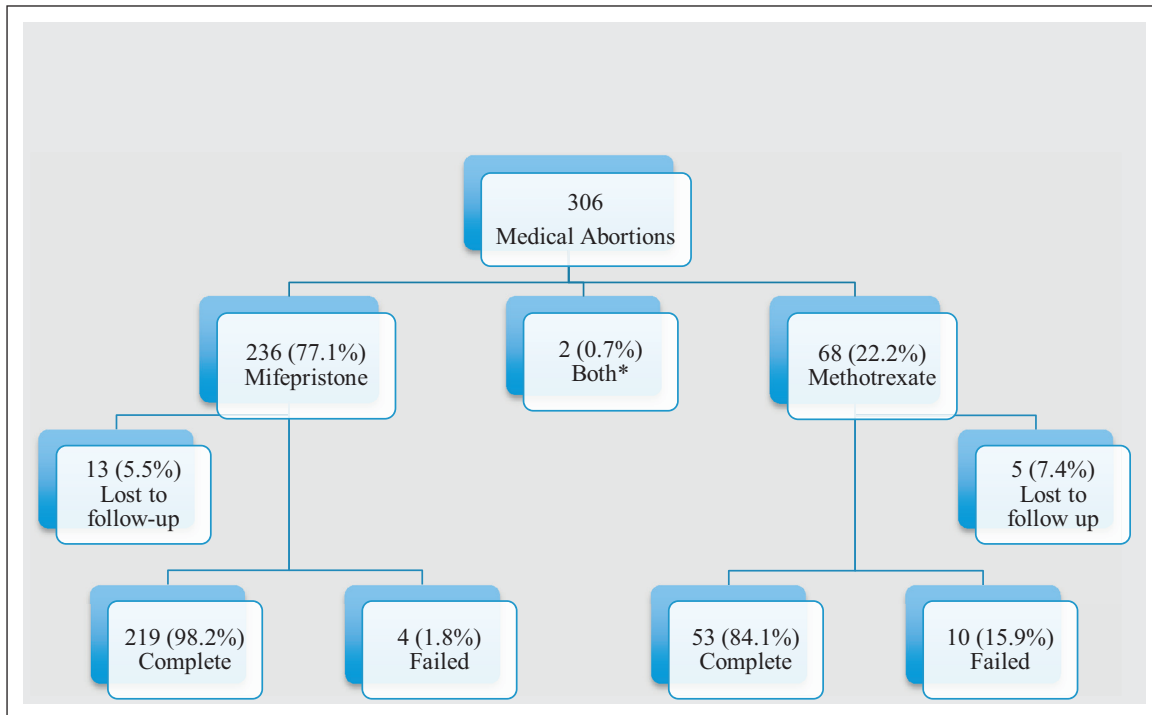 306
Medical Abortions
236 (77.1%)
Mifepristone
2 (0.7%)
Both*
68 (22.2%)
Methotrexate
13 (5.5%)
Lost to
follow-up
5 (7.4%)
Lost to
follow up
219 (98.2%)
Complete
4 (1.8%)
Failed
53 (84.1%)
Complete
10 (15.9%)
Failed